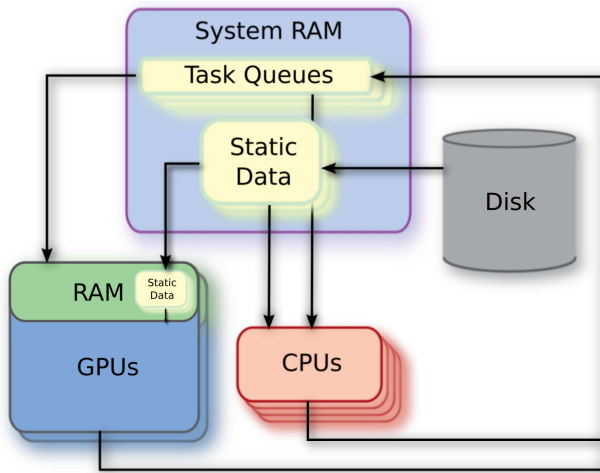 System RAM
Task Queues
Static
Data
Disk
RAM
Static
Data
GPUs
CPUs